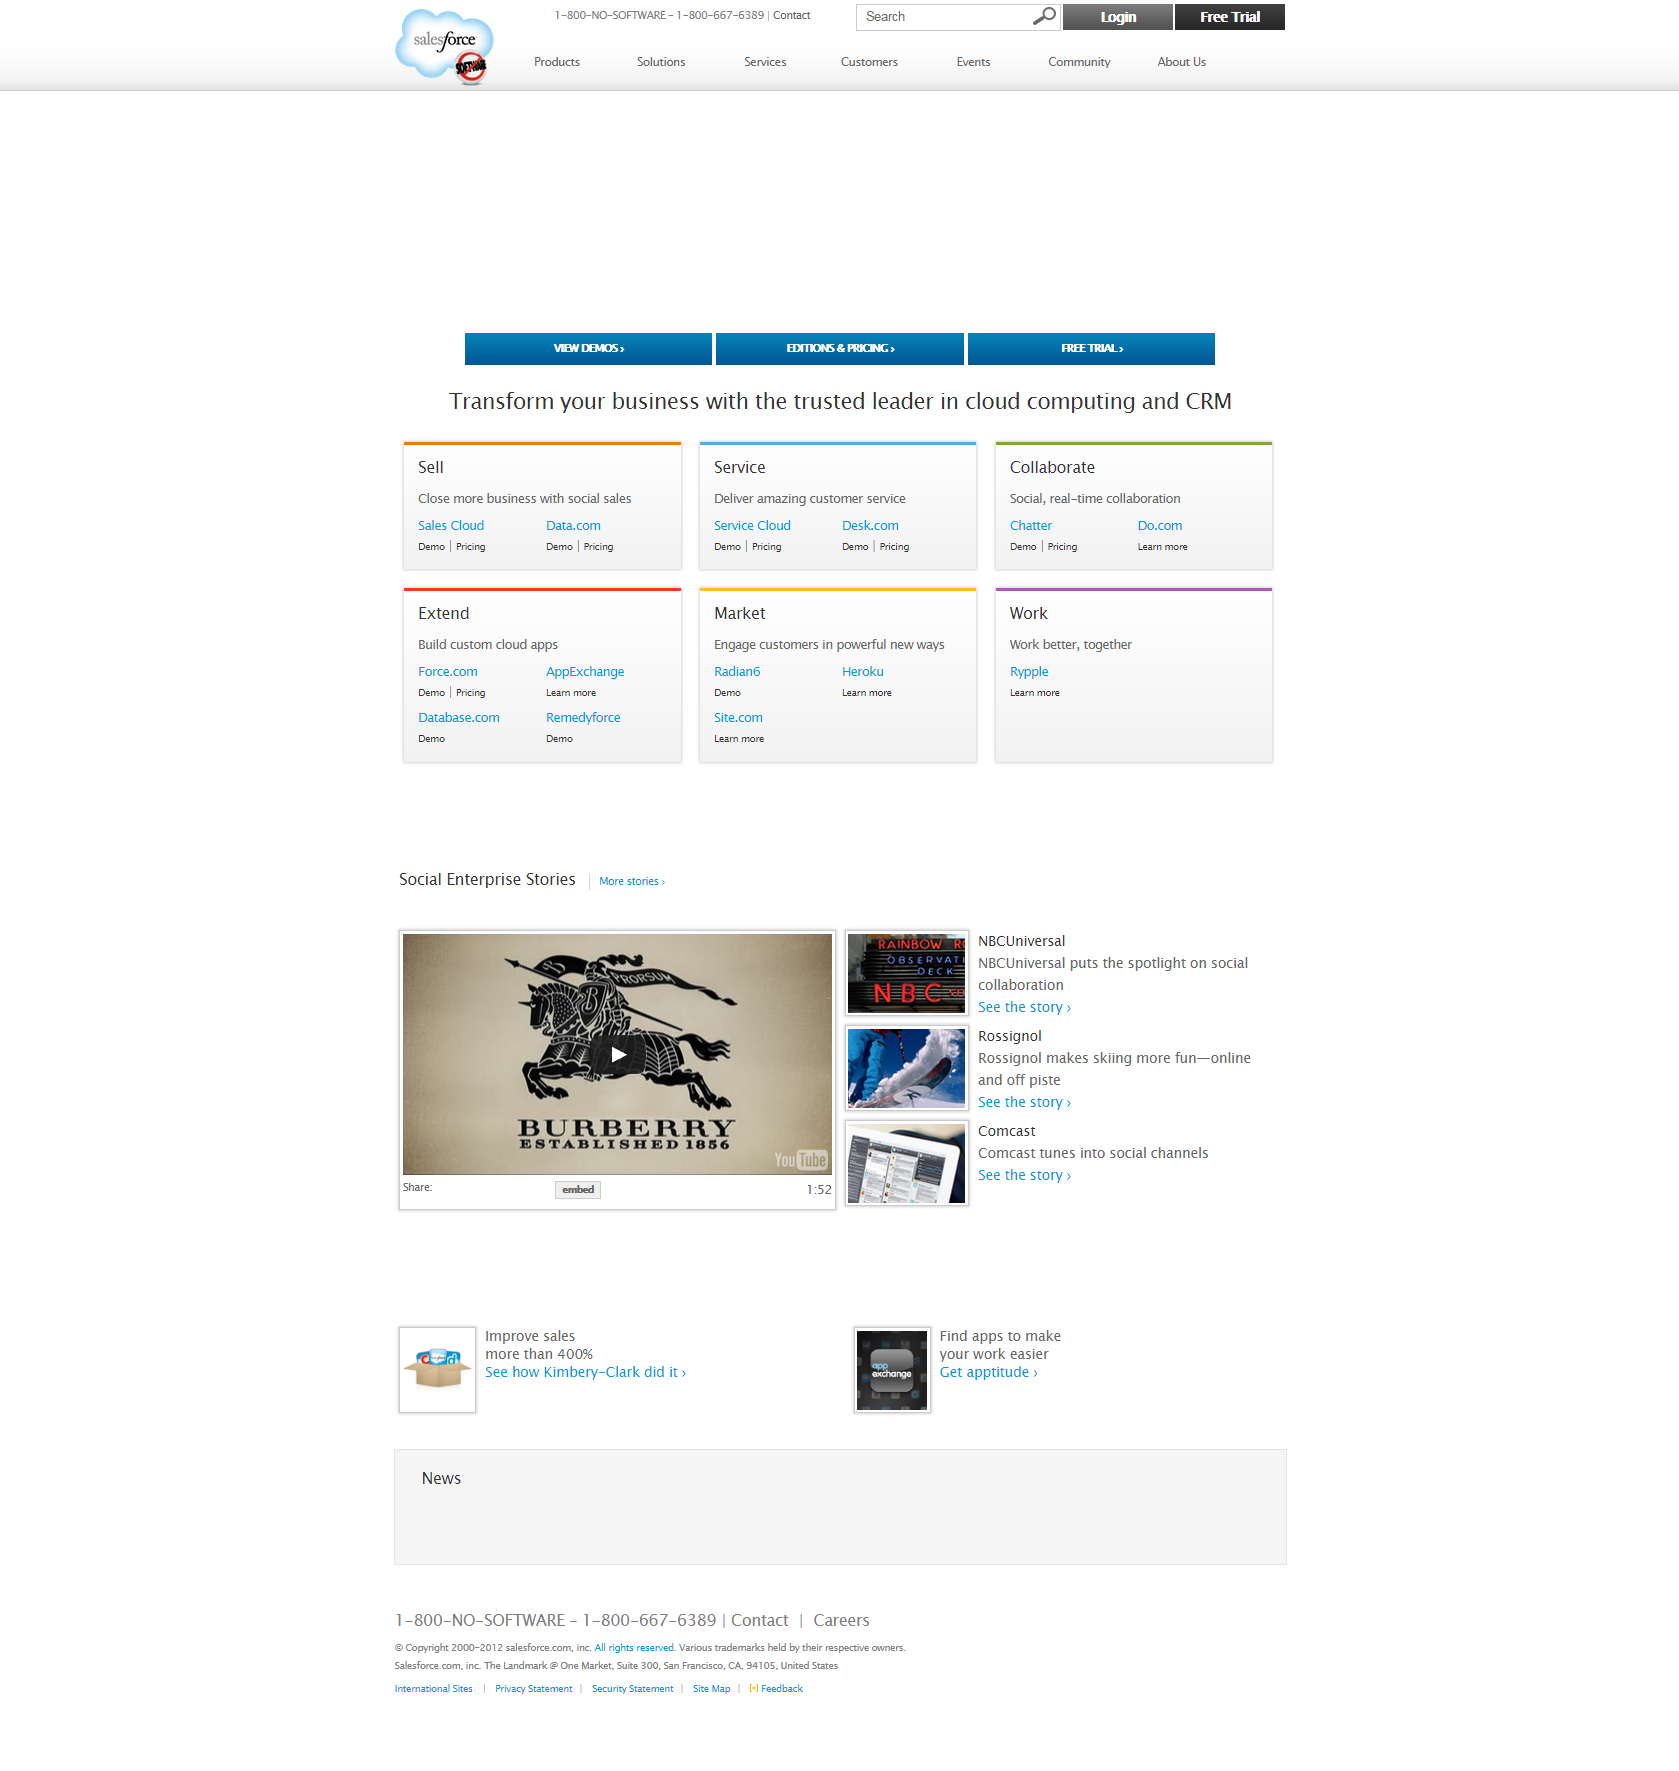 salesforce
SOFTWARE
1-800-NO-SOFTWARE - 1-800-667-6389 | Contact
Search
Login
Free Trial
Products
Solutions
Services
Customers
Events
Community
About Us
VIEW DEMOS ›
EDITIONS & PRICING ›
FREE TRIAL ›
Transform your business with the trusted leader in cloud computing and CRM
Sell
Close more business with social sales
Sales Cloud
Demo | Pricing
Data.com
Demo | Pricing
Service
Deliver amazing customer service
Service Cloud
Demo | Pricing
Desk.com
Demo | Pricing
Collaborate
Social, real-time collaboration
Chatter
Demo | Pricing
Do.com
Learn more
Extend
Build custom cloud apps
Force.com
Demo | Pricing
AppExchange
Learn more
Database.com
Demo
Remedyforce
Demo
Market
Engage customers in powerful new ways
Radian6
Demo
Heroku
Learn more
Site.com
Learn more
Work
Work better, together
Rypple
Learn more
Social Enterprise Stories
More stories ›
PRORSUM
BURBERRY
ESTABLISHED 1856
YouTube
Share:
embed
1:52
RAINBOW RO
OBSERVATI
DECK
NBC
NBCUniversal
NBCUniversal puts the spotlight on social
collaboration
See the story ›
Rossignol
Rossignol makes skiing more fun—online
and off piste
See the story ›
Comcast
Comcast tunes into social channels
See the story ›
Improve sales
more than 400%
See how Kimbery-Clark did it ›
app
exchange
Find apps to make
your work easier
Get apptitude ›
News
1-800-NO-SOFTWARE - 1-800-667-6389 | Contact | Careers
© Copyright 2000-2012 salesforce.com, inc. All rights reserved. Various trademarks held by their respective owners.
Salesforce.com, inc. The Landmark @ One Market, Suite 300, San Francisco, CA, 94105, United States
International Sites | Privacy Statement | Security Statement | Site Map | [+] Feedback